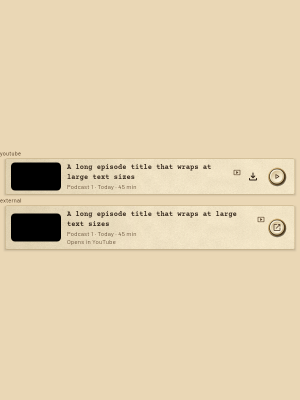 youtube
A long episode title that wraps at
large text sizes
Podcast 1 · Today · 45 min
external
A long episode title that wraps at large
text sizes
Podcast 1 · Today · 45 min
Opens in YouTube